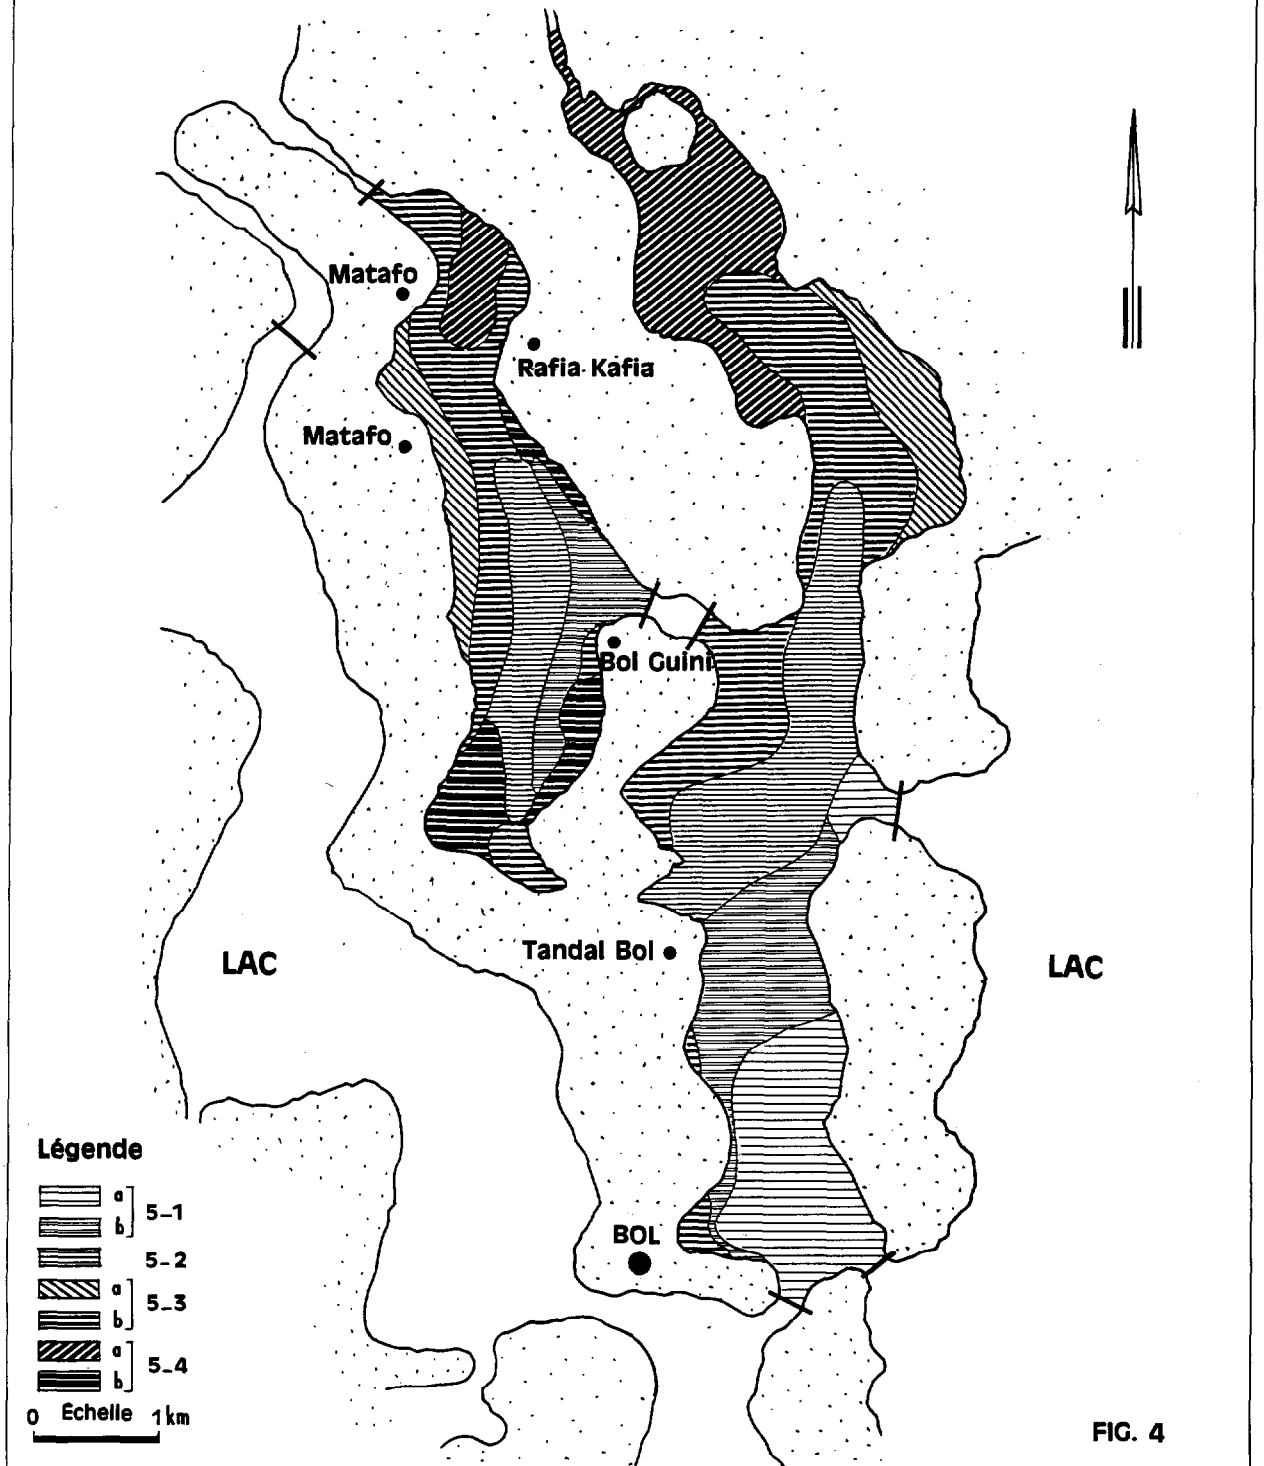 Matafo
Rafia Kafia
Matafo
Bol Guini
Tandal Bol
LAC
LAC
BOL
Légende
a
5-1
b
5-2
a
5-3
b
a
5-4
b
0 Echelle 1km
FIG. 4